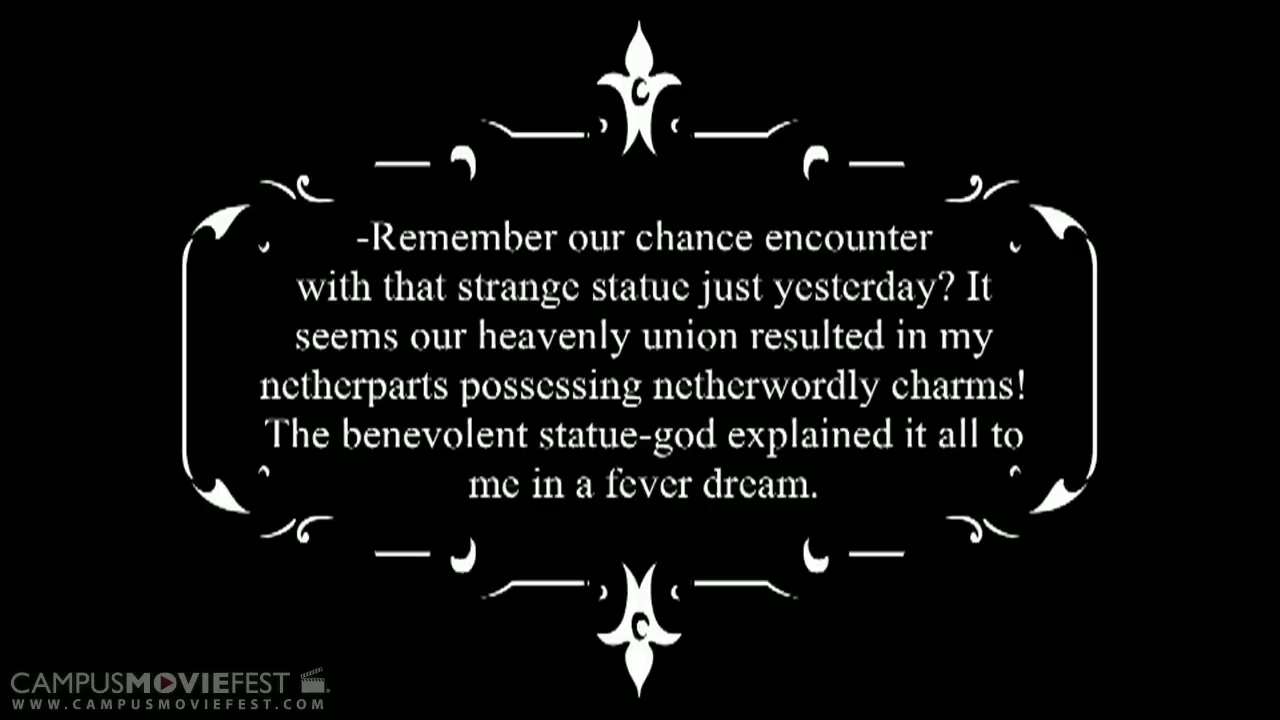 -Remember our chance encounter
with that strange statue just yesterday? It
seems our heavenly union resulted in my
netherparts possessing netherwordly charms!
The benevolent statue-god explained it all to
me in a fever dream.
CAMPUSMOVIEFEST
WWW.CAMPUSMOVIEFEST.COM